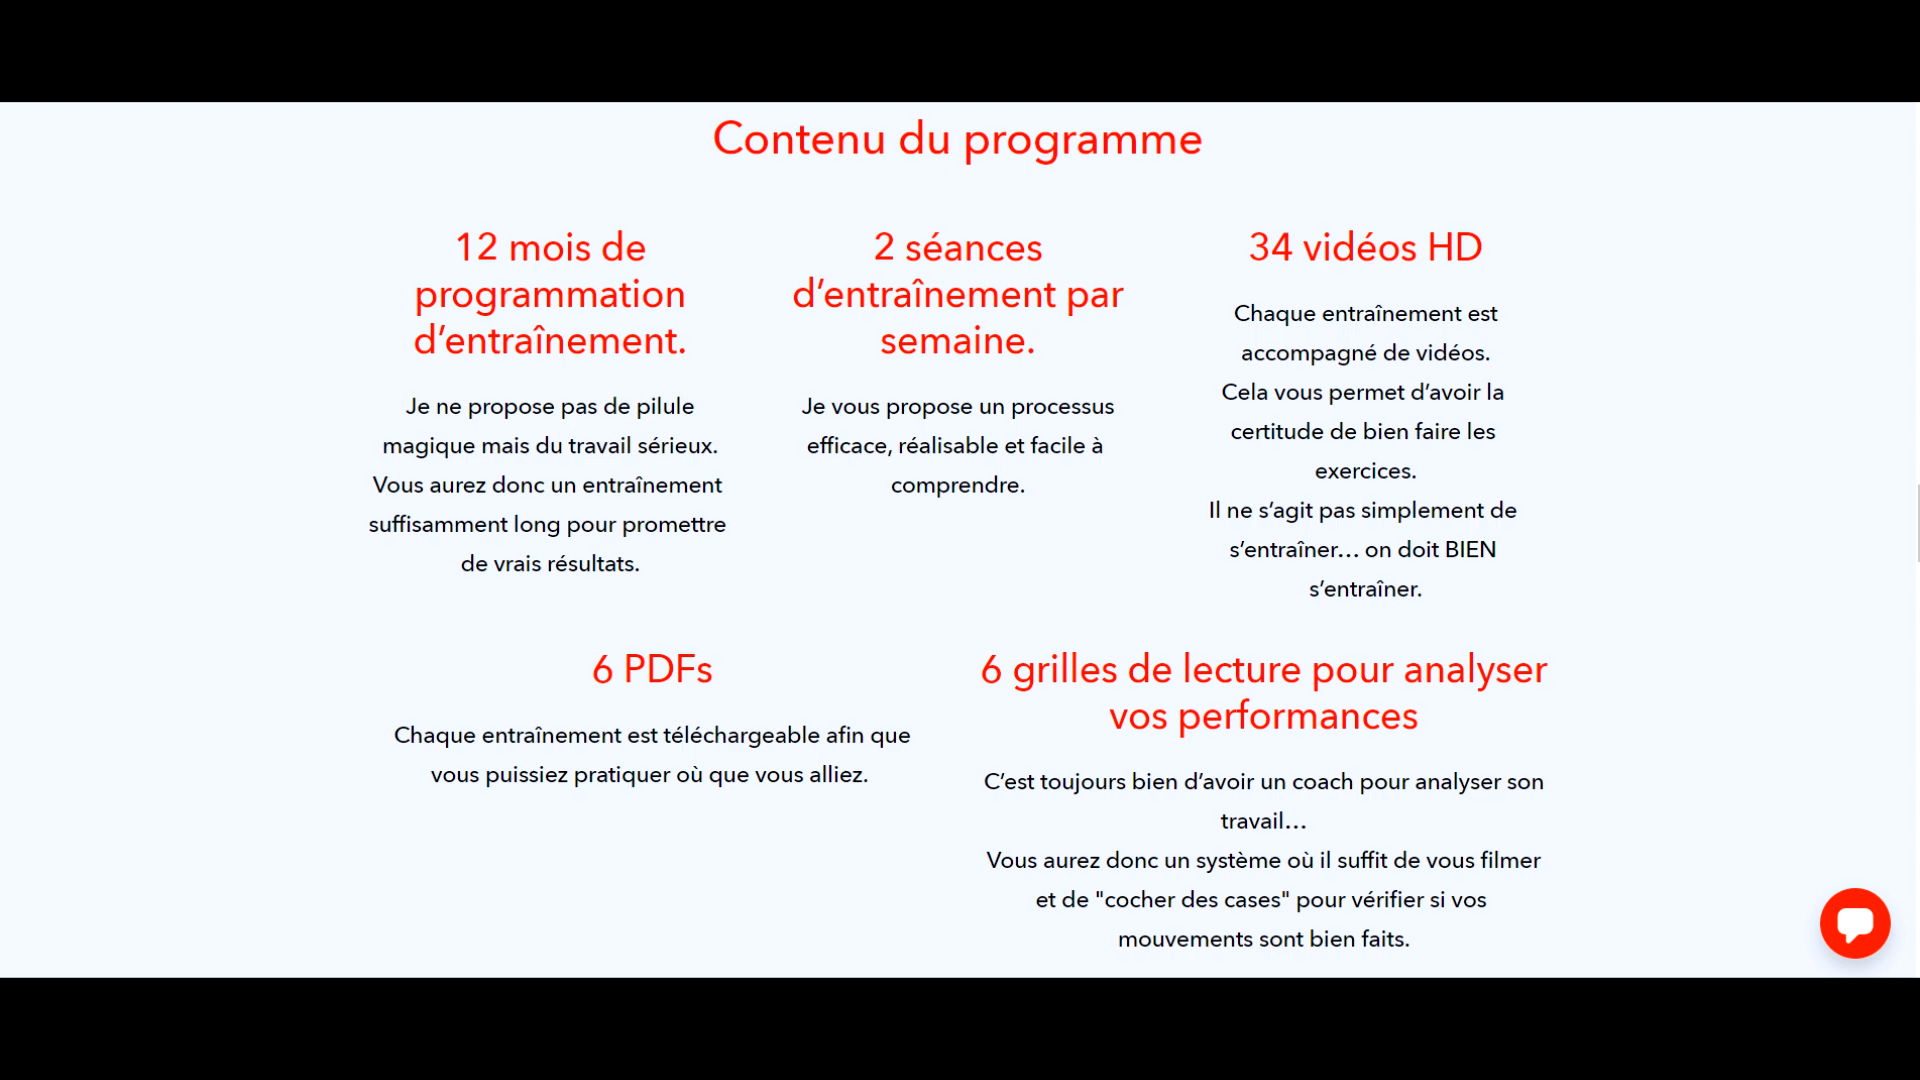 Contenu du programme
12 mois de
programmation
d’entraînement.
Je ne propose pas de pilule
magique mais du travail sérieux.
Vous aurez donc un entraînement
suffisamment long pour promettre
de vrais résultats.
2 séances
d’entraînement par
semaine.
Je vous propose un processus
efficace, réalisable et facile à
comprendre.
34 vidéos HD
Chaque entraînement est
accompagné de vidéos.
Cela vous permet d’avoir la
certitude de bien faire les
exercices.
Il ne s’agit pas simplement de
s’entraîner… on doit BIEN
s’entraîner.
6 PDFs
Chaque entraînement est téléchargeable afin que
vous puissiez pratiquer où que vous alliez.
6 grilles de lecture pour analyser
vos performances
C’est toujours bien d’avoir un coach pour analyser son
travail…
Vous aurez donc un système où il suffit de vous filmer
et de "cocher des cases" pour vérifier si vos
mouvements sont bien faits.